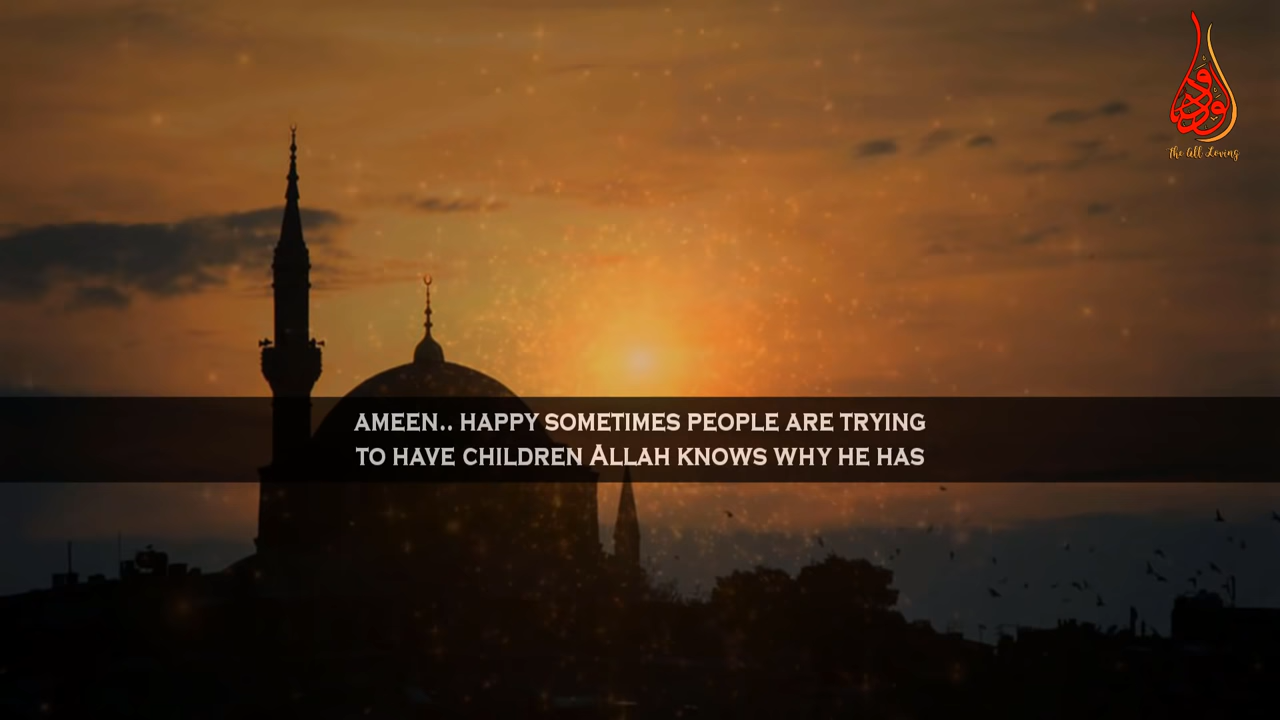 The All Loving
AMEEN.. HAPPY SOMETIMES PEOPLE ARE TRYING
TO HAVE CHILDREN ALLAH KNOWS WHY HE HAS